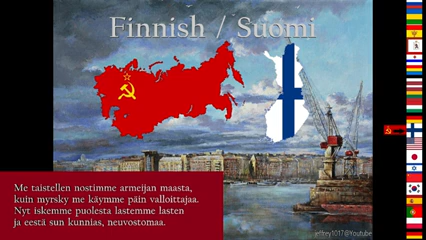 Finnish / Suomi
Me taistellen nostimme armeijan maasta,
kuin myrsky me käymme päin valloittajaa.
Nyt iskemme puolesta lastemme lasten
ja eestä sun kunnias, neuvostomaa.
jeffrey1017@Youtube